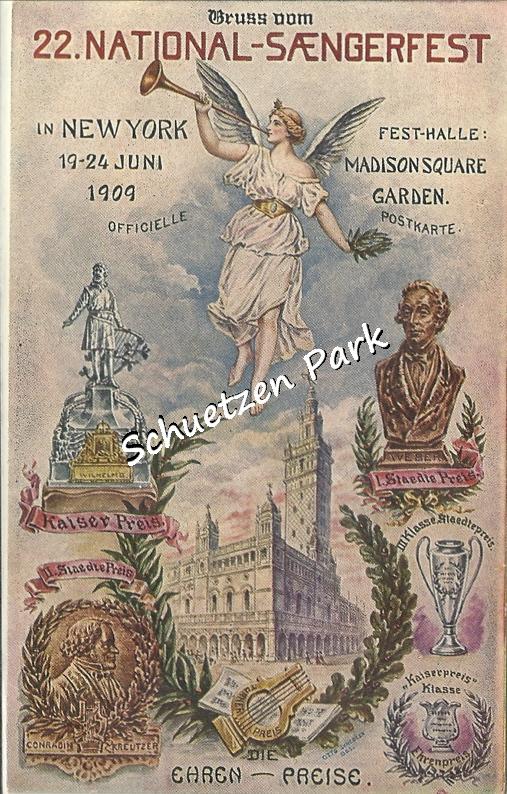 Gruss vom
22. NATIONAL-SÆNGERFEST
IN NEW YORK
19-24 JUNI
1909
FEST-HALLE:
MADISON SQUARE
GARDEN.
OFFICIELLE
POSTKARTE.
Schuetzen Park
WILHELM II
Kaiser Preis.
WEBER
I. Staedte Preis
II. Staedte Preis
III Klasse. Staedtepreis.
CONRADIN KREUTZER
PREIS
"Kaiserpreis"
Klasse
Ehrenpreis
DIE
EHREN — PREISE.